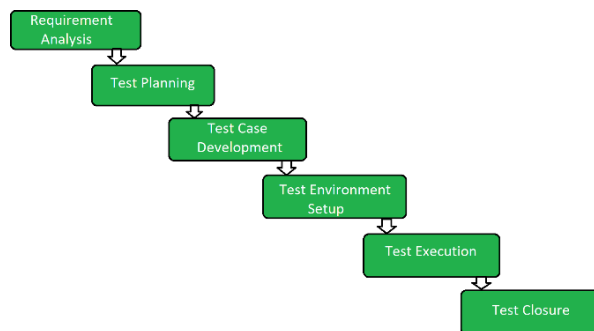 Requirement
Analysis
Test Planning
Test Case
Development
Test Environment
Setup
Test Execution
Test Closure